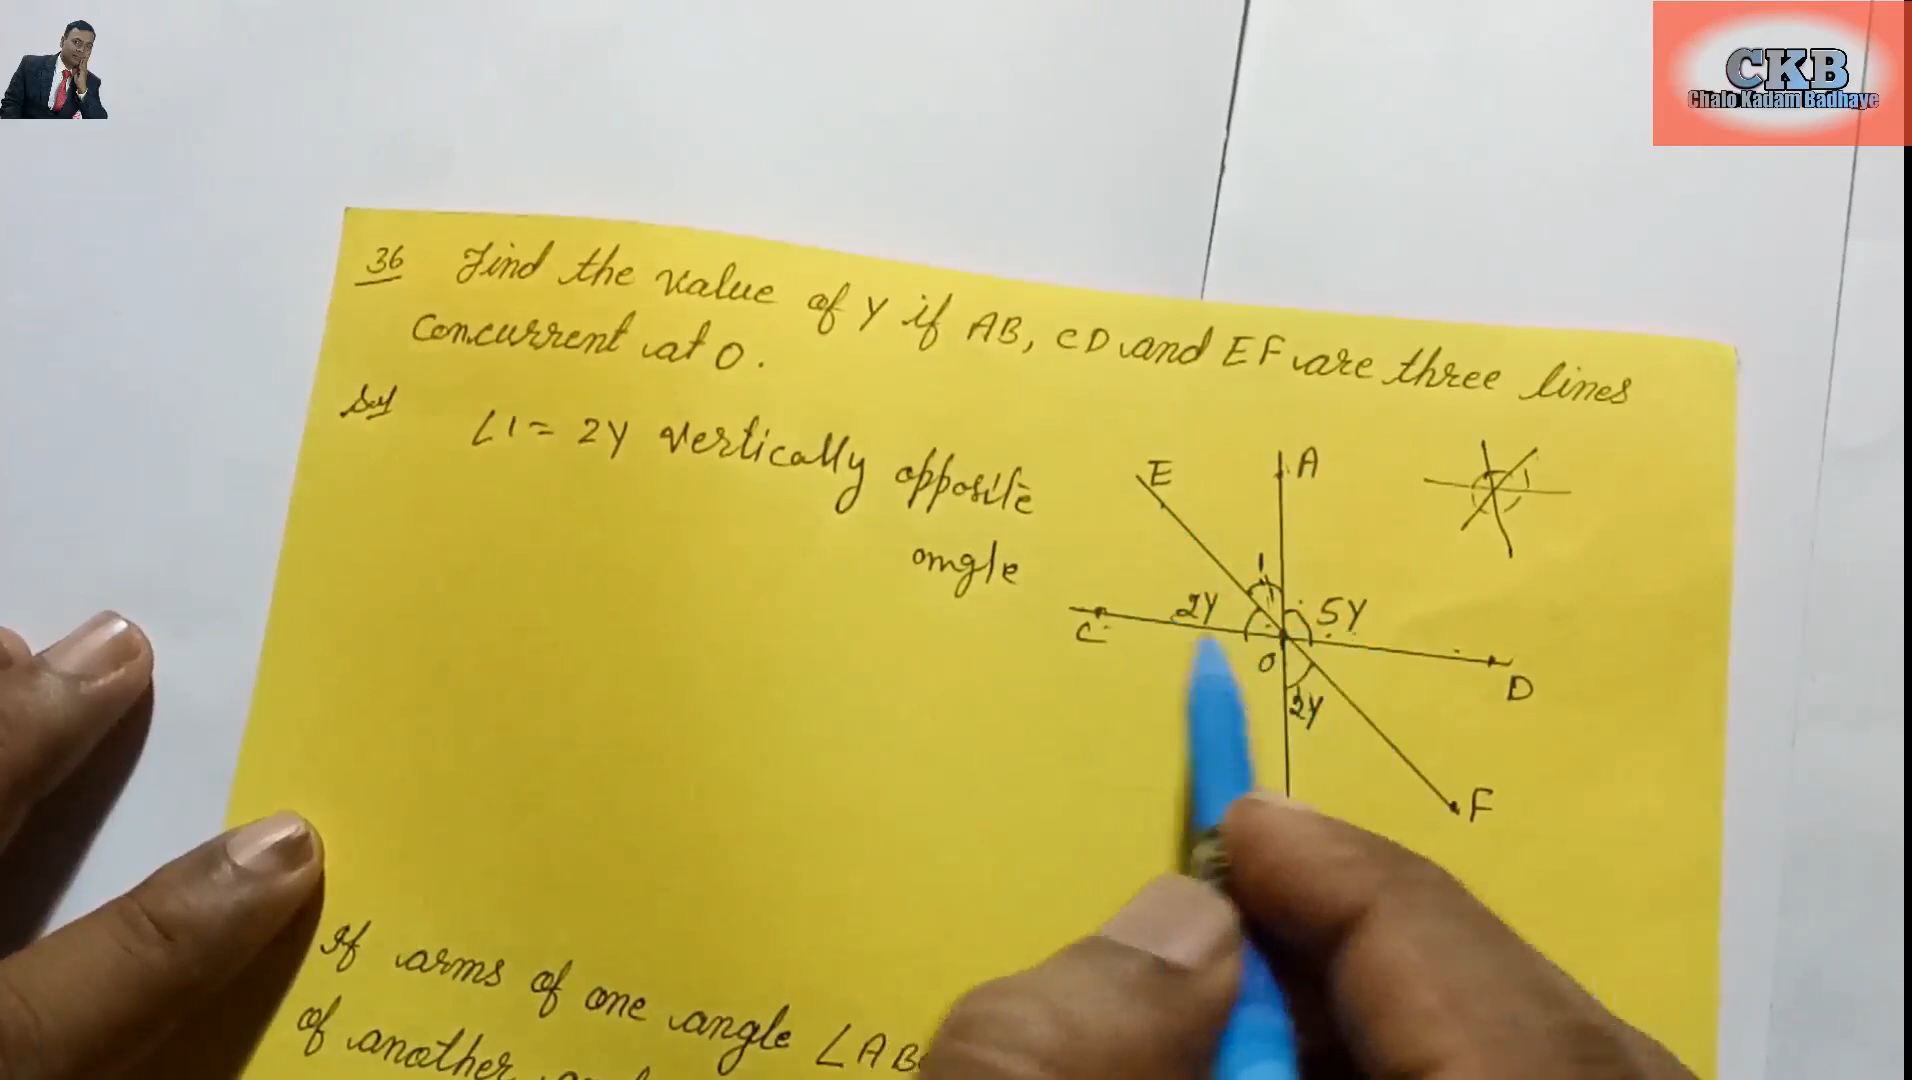 CKB
Chalo Kadam Badhaye
36 Find the value of Y if AB, CD and EF are three lines
concurrent at O.
Sol ∠1 = 2Y vertically opposite
angle
E
A
1
2Y
5Y
C
O
D
2Y
F
If arms of one angle ∠AB
of another